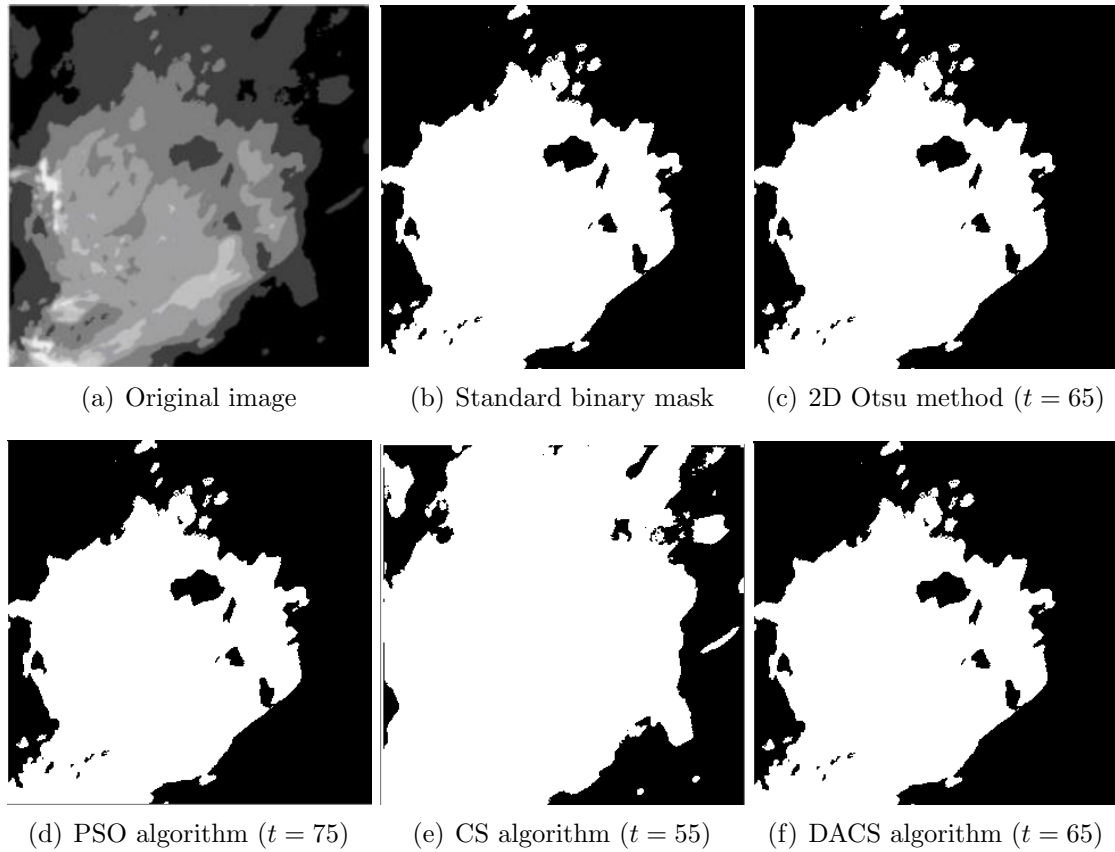 (a) Original image
(b) Standard binary mask
(c) 2D Otsu method (t = 65)
(d) PSO algorithm (t = 75)
(e) CS algorithm (t = 55)
(f) DACS algorithm (t = 65)